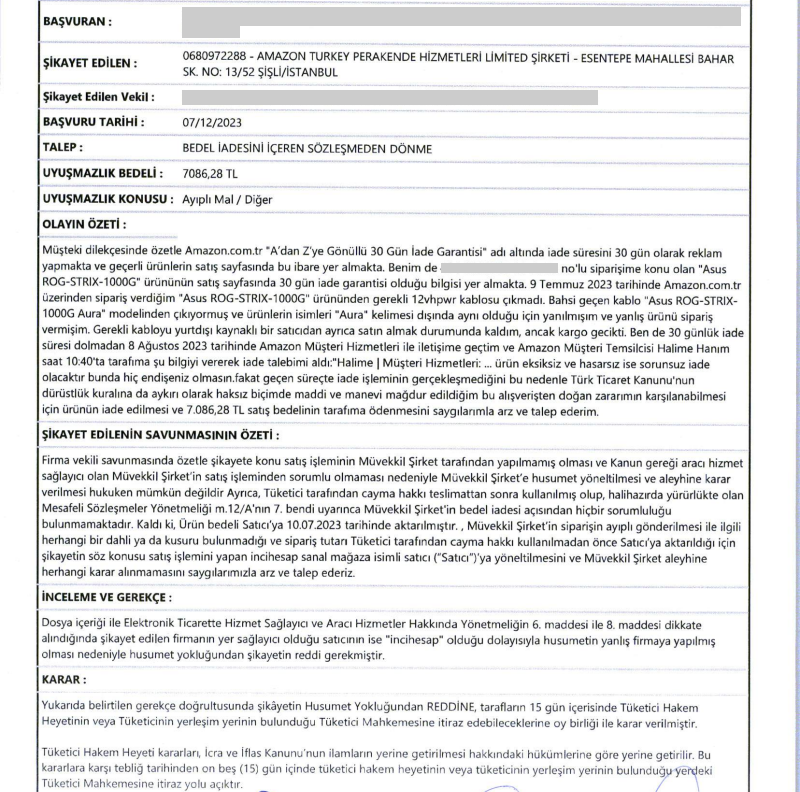 BAŞVURAN :
ŞİKAYET EDİLEN : 0680972288 - AMAZON TURKEY PERAKENDE HİZMETLERİ LİMİTED ŞİRKETİ - ESENTEPE MAHALLESİ BAHAR
SK. NO: 13/52 ŞİŞLİ/İSTANBUL
Şikayet Edilen Vekil :
BAŞVURU TARİHİ : 07/12/2023
TALEP : BEDEL İADESİNİ İÇEREN SÖZLEŞMEDEN DÖNME
UYUŞMAZLIK BEDELİ : 7086,28 TL
UYUŞMAZLIK KONUSU : Ayıplı Mal / Diğer
OLAYIN ÖZETİ :
Müşteki dilekçesinde özetle Amazon.com.tr "A'dan Z'ye Gönüllü 30 Gün İade Garantisi" adı altında iade süresini 30 gün olarak reklam
yapmakta ve geçerli ürünlerin satış sayfasında bu ibare yer almakta. Benim de no'lu siparişime konu olan "Asus
ROG-STRIX-1000G" ürününün satış sayfasında 30 gün iade garantisi olduğu bilgisi yer almakta. 9 Temmuz 2023 tarihinde Amazon.com.tr
üzerinden sipariş verdiğim "Asus ROG-STRIX-1000G" ürününden gerekli 12vhpwr kablosu çıkmadı. Bahsi geçen kablo "Asus ROG-STRIX-
1000G Aura" modelinden çıkıyormuş ve ürünlerin isimleri "Aura" kelimesi dışında aynı olduğu için yanılmışım ve yanlış ürünü sipariş
vermişim. Gerekli kabloyu yurtdışı kaynaklı bir satıcıdan ayrıca satın almak durumunda kaldım, ancak kargo gecikti. Ben de 30 günlük iade
süresi dolmadan 8 Ağustos 2023 tarihinde Amazon Müşteri Hizmetleri ile iletişime geçtim ve Amazon Müşteri Temsilcisi Halime Hanım
saat 10:40'ta tarafıma şu bilgiyi vererek iade talebimi aldı:"Halime | Müşteri Hizmetleri: ... ürün eksiksiz ve hasarsız ise sorunsuz iade
olacaktır bunda hiç endişeniz olmasın.fakat geçen süreçte iade işleminin gerçekleşmediğini bu nedenle Türk Ticaret Kanunu'nun
dürüstlük kuralına da aykırı olarak haksız biçimde maddi ve manevi mağdur edildiğim bu alışverişten doğan zararımın karşılanabilmesi
için ürünün iade edilmesi ve 7.086,28 TL satış bedelinin tarafıma ödenmesini saygılarımla arz ve talep ederim.
ŞİKAYET EDİLENİN SAVUNMASININ ÖZETİ :
Firma vekili savunmasında özetle şikayete konu satış işleminin Müvekkil Şirket tarafından yapılmamış olması ve Kanun gereği aracı hizmet
sağlayıcı olan Müvekkil Şirket'in satış işleminden sorumlu olmaması nedeniyle Müvekkil Şirket'e husumet yöneltilmesi ve aleyhine karar
verilmesi hukuken mümkün değildir Ayrıca, Tüketici tarafından cayma hakkı teslimattan sonra kullanılmış olup, halihazırda yürürlükte olan
Mesafeli Sözleşmeler Yönetmeliği m.12/A'nın 7. bendi uyarınca Müvekkil Şirket'in bedel iadesi açısından hiçbir sorumluluğu
bulunmamaktadır. Kaldı ki, Ürün bedeli Satıcı'ya 10.07.2023 tarihinde aktarılmıştır. , Müvekkil Şirket'in siparişin ayıplı gönderilmesi ile ilgili
herhangi bir dahli ya da kusuru bulunmadığı ve sipariş tutarı Tüketici tarafından cayma hakkı kullanılmadan önce Satıcı'ya aktarıldığı için
şikayetin söz konusu satış işlemini yapan incihesap sanal mağaza isimli satıcı ("Satıcı")'ya yöneltilmesini ve Müvekkil Şirket aleyhine
herhangi karar alınmamasını saygılarımızla arz ve talep ederiz.
İNCELEME VE GEREKÇE :
Dosya içeriği ile Elektronik Ticarette Hizmet Sağlayıcı ve Aracı Hizmetler Hakkında Yönetmeliğin 6. maddesi ile 8. maddesi dikkate
alındığında şikayet edilen firmanın yer sağlayıcı olduğu satıcının ise "incihesap" olduğu dolayısıyla husumetin yanlış firmaya yapılmış
olması nedeniyle husumet yokluğundan şikayetin reddi gerekmiştir.
KARAR :
Yukarıda belirtilen gerekçe doğrultusunda şikâyetin Husumet Yokluğundan REDDİNE, tarafların 15 gün içerisinde Tüketici Hakem
Heyetinin veya Tüketicinin yerleşim yerinin bulunduğu Tüketici Mahkemesine itiraz edebileceklerine oy birliği ile karar verilmiştir.
Tüketici Hakem Heyeti kararları, İcra ve İflas Kanunu'nun ilamların yerine getirilmesi hakkındaki hükümlerine göre yerine getirilir. Bu
kararlara karşı tebliğ tarihinden on beş (15) gün içinde tüketici hakem heyetinin veya tüketicinin yerleşim yerinin bulunduğu yerdeki
Tüketici Mahkemesine itiraz yolu açıktır.